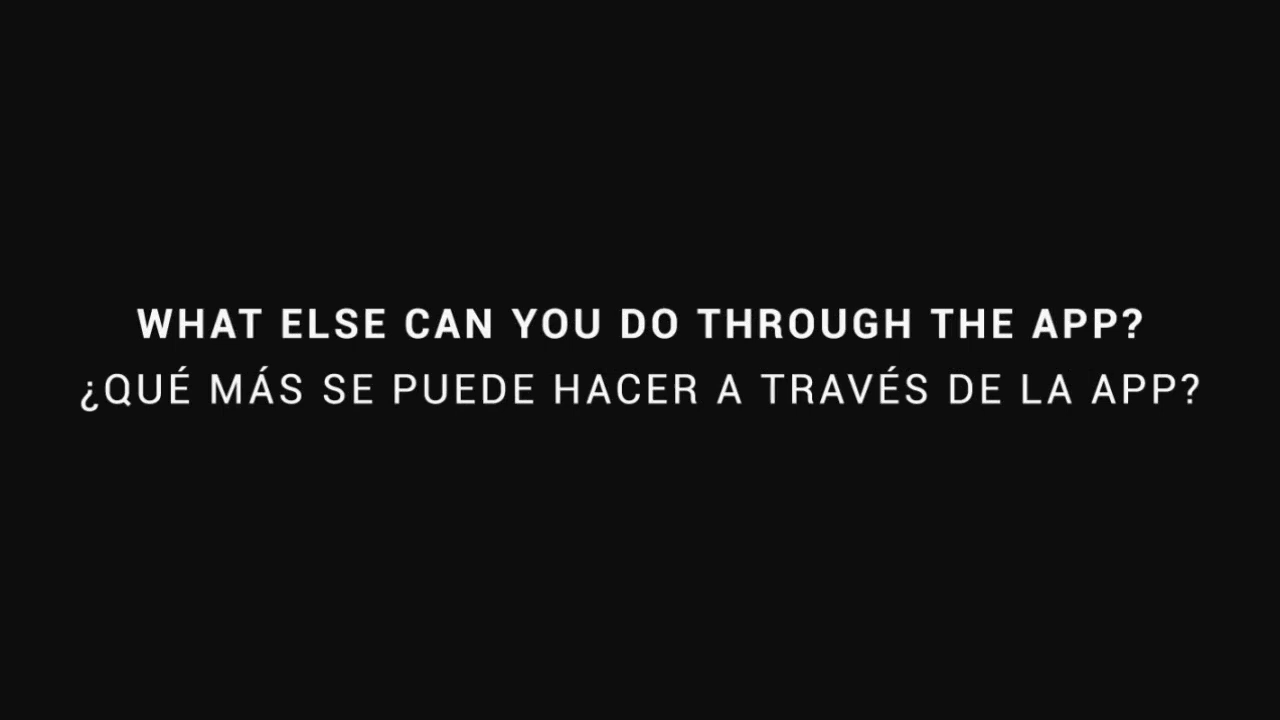 WHAT ELSE CAN YOU DO THROUGH THE APP?
¿QUÉ MÁS SE PUEDE HACER A TRAVÉS DE LA APP?